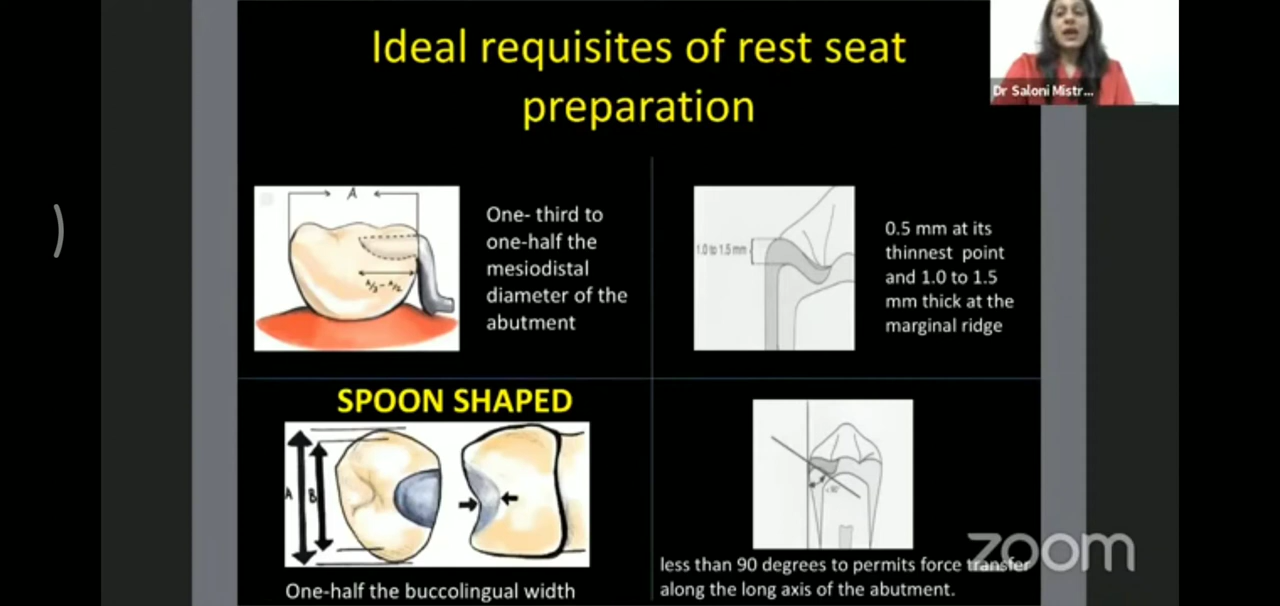 Ideal requisites of rest seat
preparation
Dr Saloni Mistr...
A
One- third to
one-half the
mesiodistal
diameter of the
abutment
A/3 - A/2
1.0 to 1.5 mm
0.5 mm at its
thinnest point
and 1.0 to 1.5
mm thick at the
marginal ridge
SPOON SHAPED
A
B
One-half the buccolingual width
<90°
less than 90 degrees to permits force transfer
along the long axis of the abutment.
zoom